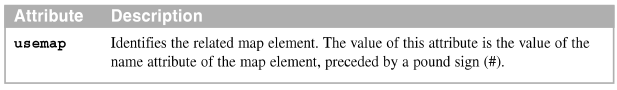 Attribute Description
usemap Identifies the related map element. The value of this attribute is the value of the
name attribute of the map element, preceded by a pound sign (#).